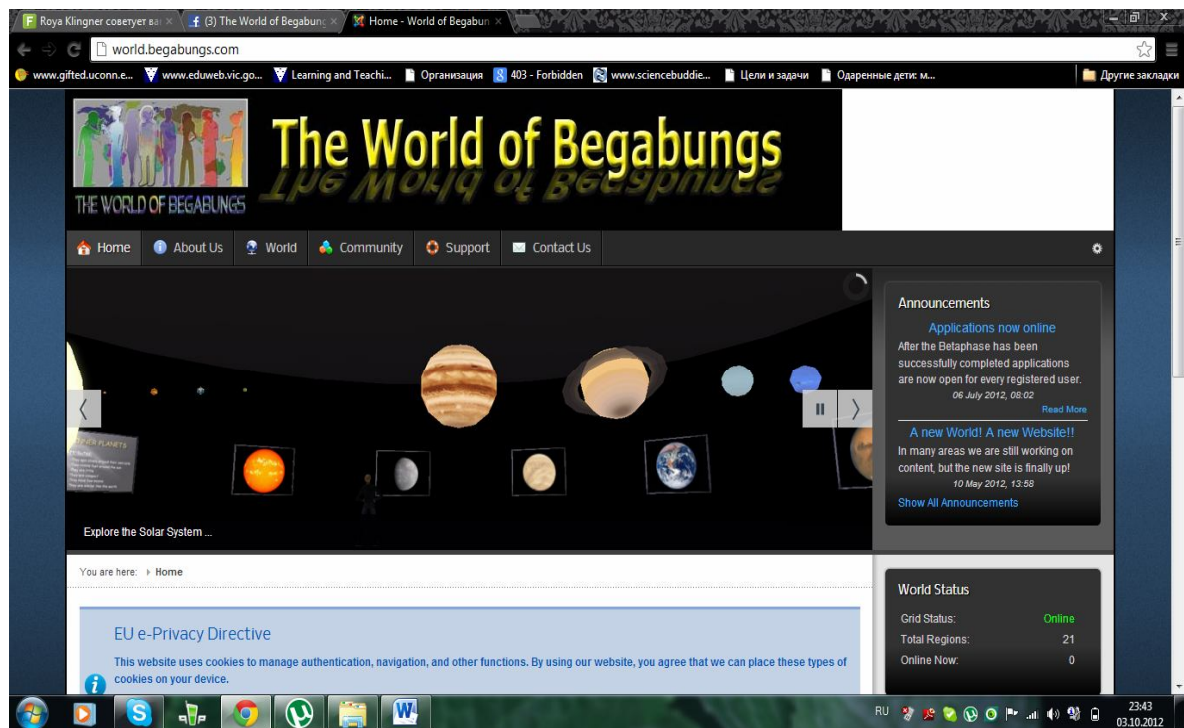 Roya Klingner советует ва
(3) The World of Begabung
Home - World of Begabun
world.begabungs.com
www.gifted.uconn.e...
www.eduweb.vic.go...
Learning and Teachi...
Организация
403 - Forbidden
www.sciencebuddie...
Цели и задачи
Одаренные дети: м...
Другие закладки
THE WORLD OF BEGABUNGS
The World of Begabungs
Home
About Us
World
Community
Support
Contact Us
INNER PLANETS
Explore the Solar System ...
Announcements
Applications now online
After the Betaphase has been
successfully completed applications
are now open for every registered user.
06 July 2012, 08:02
Read More
A new World! A new Website!!
In many areas we are still working on
content, but the new site is finally up!
10 May 2012, 13:58
Show All Announcements
You are here: Home
EU e-Privacy Directive
This website uses cookies to manage authentication, navigation, and other functions. By using our website, you agree that we can place these types of
cookies on your device.
World Status
Grid Status: Online
Total Regions: 21
Online Now: 0
RU
23:43
03.10.2012